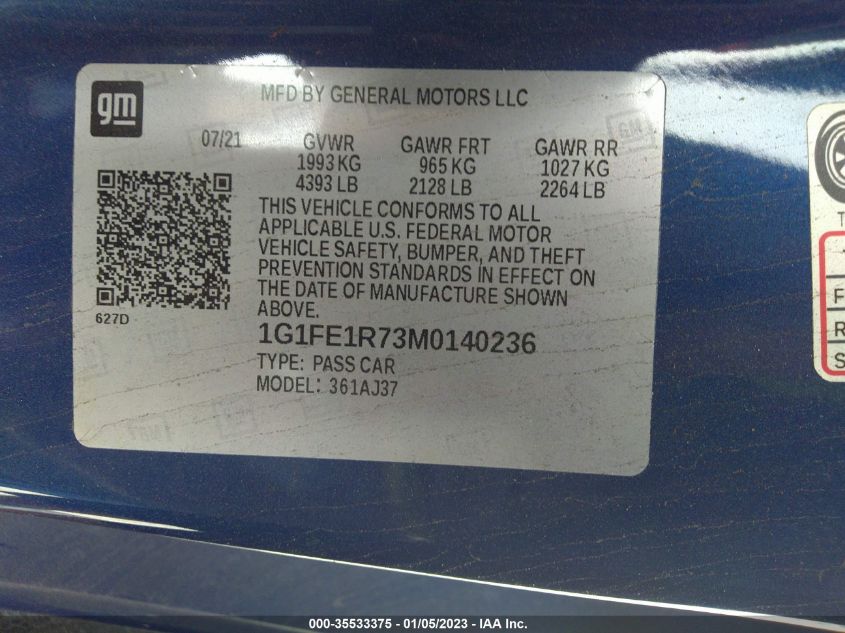 gm
MFD BY GENERAL MOTORS LLC
07/21
GVWR GAWR FRT GAWR RR
1993 KG 965 KG 1027 KG
4393 LB 2128 LB 2264 LB
THIS VEHICLE CONFORMS TO ALL
APPLICABLE U.S. FEDERAL MOTOR
VEHICLE SAFETY, BUMPER, AND THEFT
PREVENTION STANDARDS IN EFFECT ON
THE DATE OF MANUFACTURE SHOWN
ABOVE.
627D
1G1FE1R73M0140236
TYPE: PASS CAR
MODEL: 361AJ37
T
F
R
S
000-35533375 - 01/05/2023 - IAA Inc.